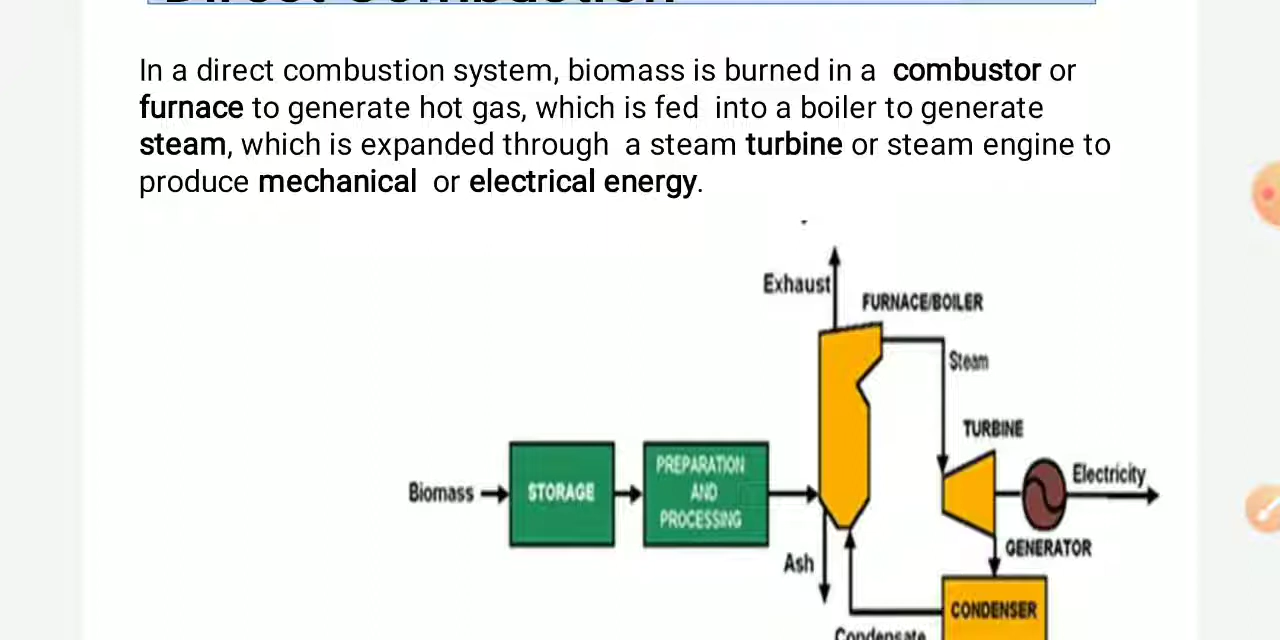 Direct Combustion
In a direct combustion system, biomass is burned in a combustor or
furnace to generate hot gas, which is fed into a boiler to generate
steam, which is expanded through a steam turbine or steam engine to
produce mechanical or electrical energy.
Exhaust
FURNACE/BOILER
Steam
TURBINE
Biomass
STORAGE
PREPARATION
AND
PROCESSING
Electricity
GENERATOR
Ash
CONDENSER
Condensate